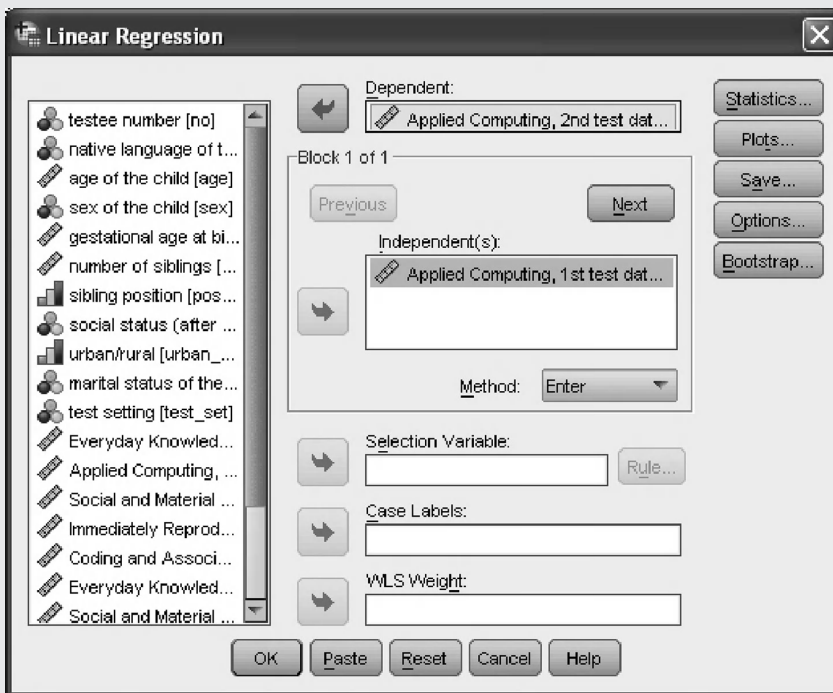 Linear Regression
testee number [no]
native language of t...
age of the child [age]
sex of the child [sex]
gestational age at bi...
number of siblings [...
sibling position [pos...
social status (after ...
urban/rural [urban_...
marital status of the...
test setting [test_set]
Everyday Knowled...
Applied Computing, ...
Social and Material ...
Immediately Reprod...
Coding and Associ...
Everyday Knowled...
Social and Material ...
Dependent:
Applied Computing, 2nd test dat...
Block 1 of 1
Previous
Next
Independent(s):
Applied Computing, 1st test dat...
Method:
Enter
Selection Variable:
Rule...
Case Labels:
WLS Weight:
Statistics...
Plots...
Save...
Options...
Bootstrap...
OK
Paste
Reset
Cancel
Help